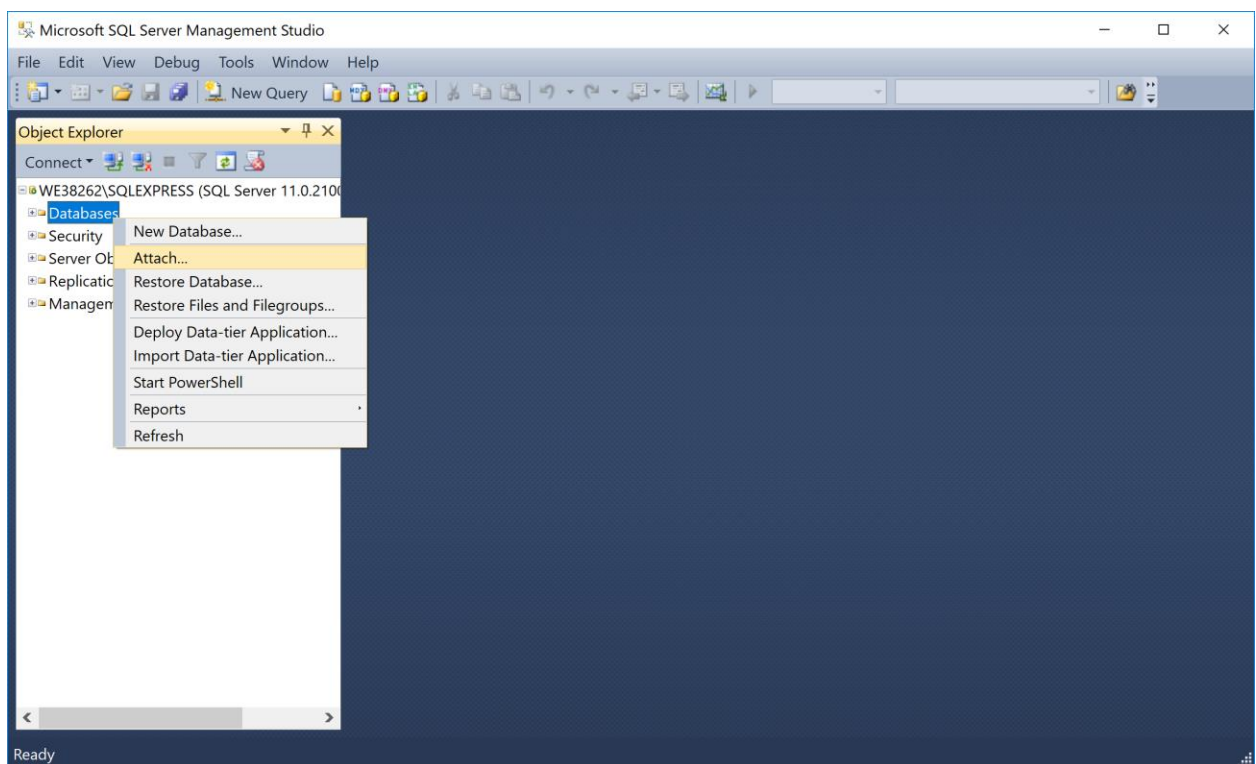 Microsoft SQL Server Management Studio
File Edit View Debug Tools Window Help
New Query
Object Explorer
Connect
WE38262\SQLEXPRESS (SQL Server 11.0.2100
Databases
Security
Server Ob
Replicatio
Managem
New Database...
Attach...
Restore Database...
Restore Files and Filegroups...
Deploy Data-tier Application...
Import Data-tier Application...
Start PowerShell
Reports
Refresh
Ready